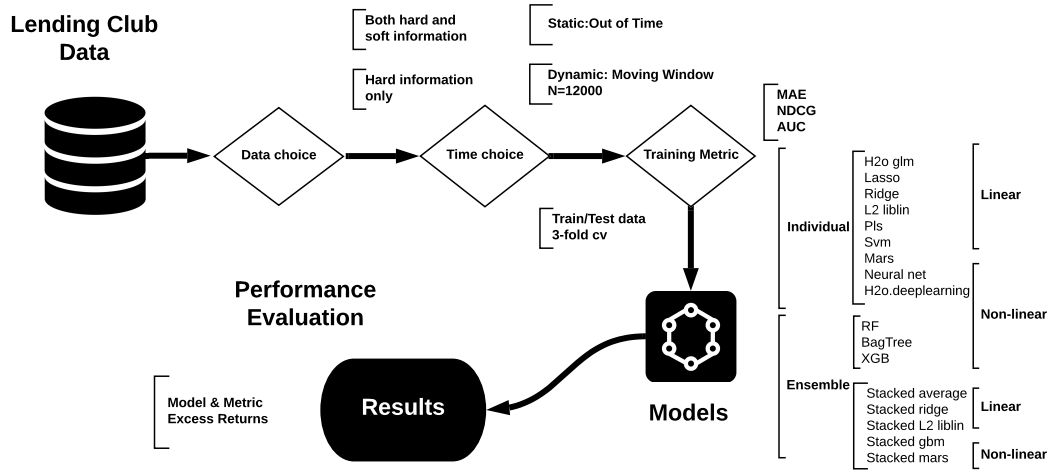 Lending Club
Data
Both hard and
soft information
Hard information
only
Static:Out of Time
Dynamic: Moving Window
N=12000
MAE
NDCG
AUC
Data choice
Time choice
Training Metric
Train/Test data
3-fold cv
Individual
H2o glm
Lasso
Ridge
L2 liblin
Pls
Svm
Mars
Neural net
H2o.deeplearning
Linear
Non-linear
Ensemble
RF
BagTree
XGB
Stacked average
Stacked ridge
Stacked L2 liblin
Stacked gbm
Stacked mars
Linear
Non-linear
Models
Performance
Evaluation
Results
Model & Metric
Excess Returns